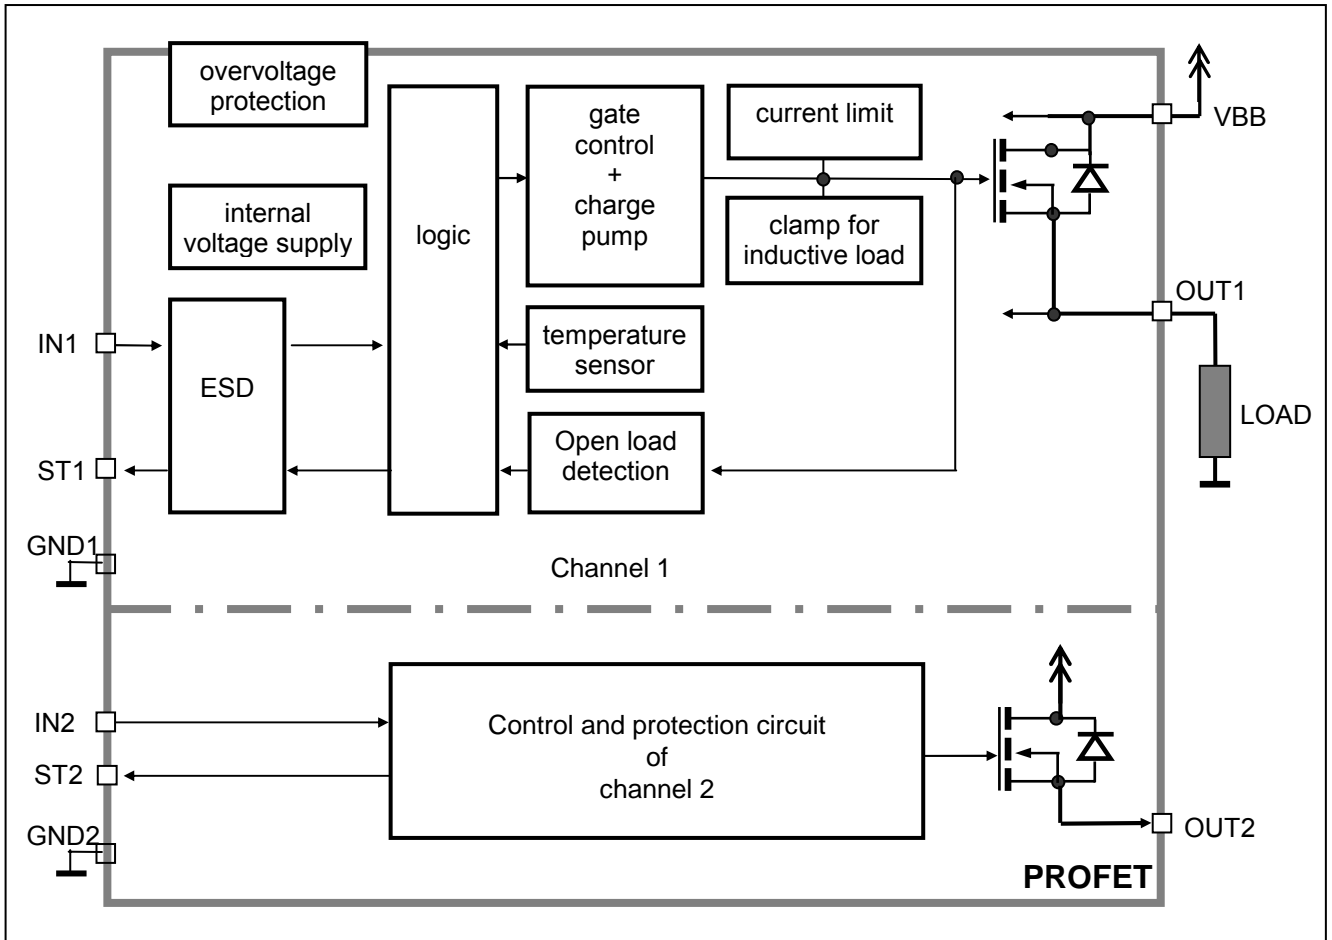 overvoltage
protection
internal
voltage supply
logic
gate
control
+
charge
pump
current limit
clamp for
inductive load
VBB
OUT1
IN1
ESD
temperature
sensor
LOAD
ST1
Open load
detection
GND1
Channel 1
IN2
ST2
Control and protection circuit
of
channel 2
GND2
OUT2
PROFET